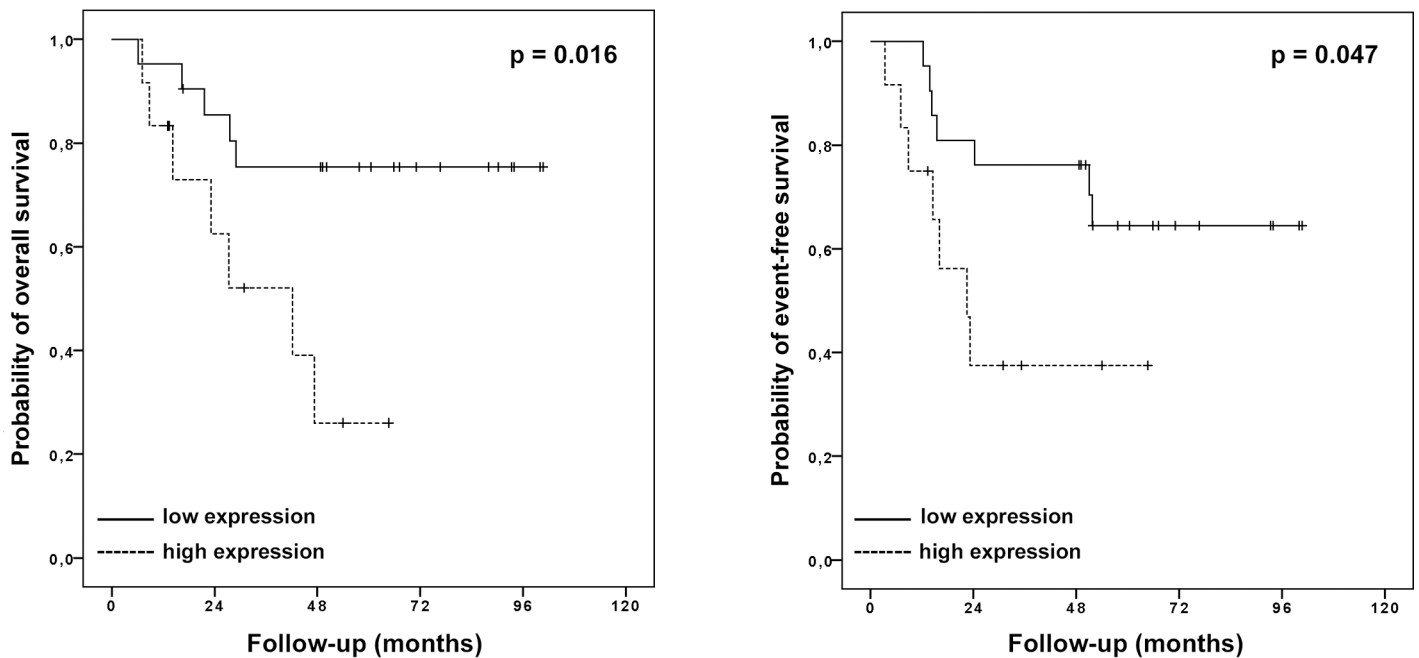 Probability of overall survival
1,0
0,8
0,6
0,4
0,2
0,0
p = 0.016
low expression
high expression
0 24 48 72 96 120
Follow-up (months)
Probability of event-free survival
1,0
0,8
0,6
0,4
0,2
0,0
p = 0.047
low expression
high expression
0 24 48 72 96 120
Follow-up (months)